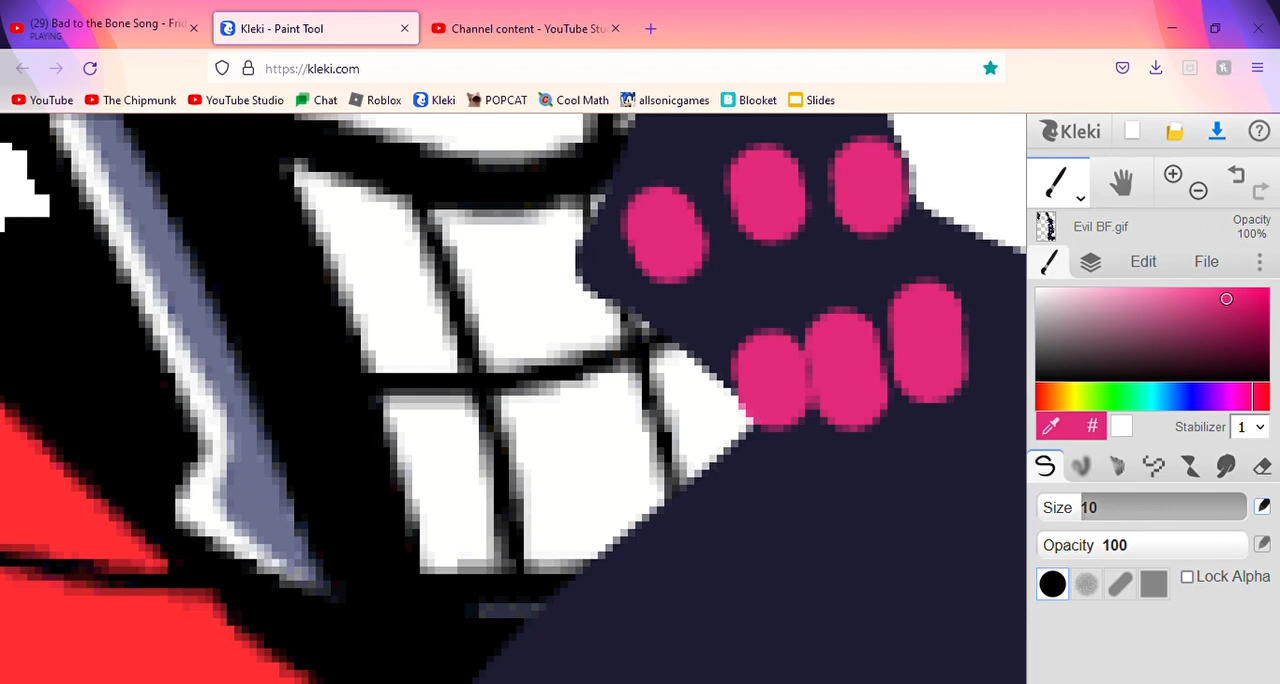 (29) Bad to the Bone Song - Frid
PLAYING
Kleki - Paint Tool
Channel content - YouTube Stu
https://kleki.com
YouTube The Chipmunk YouTube Studio Chat Roblox Kleki POPCAT Cool Math allsonicgames Blooket Slides
Kleki
Evil BF.gif
Opacity
100%
Edit File
#
Stabilizer 1
Size 10
Opacity 100
Lock Alpha